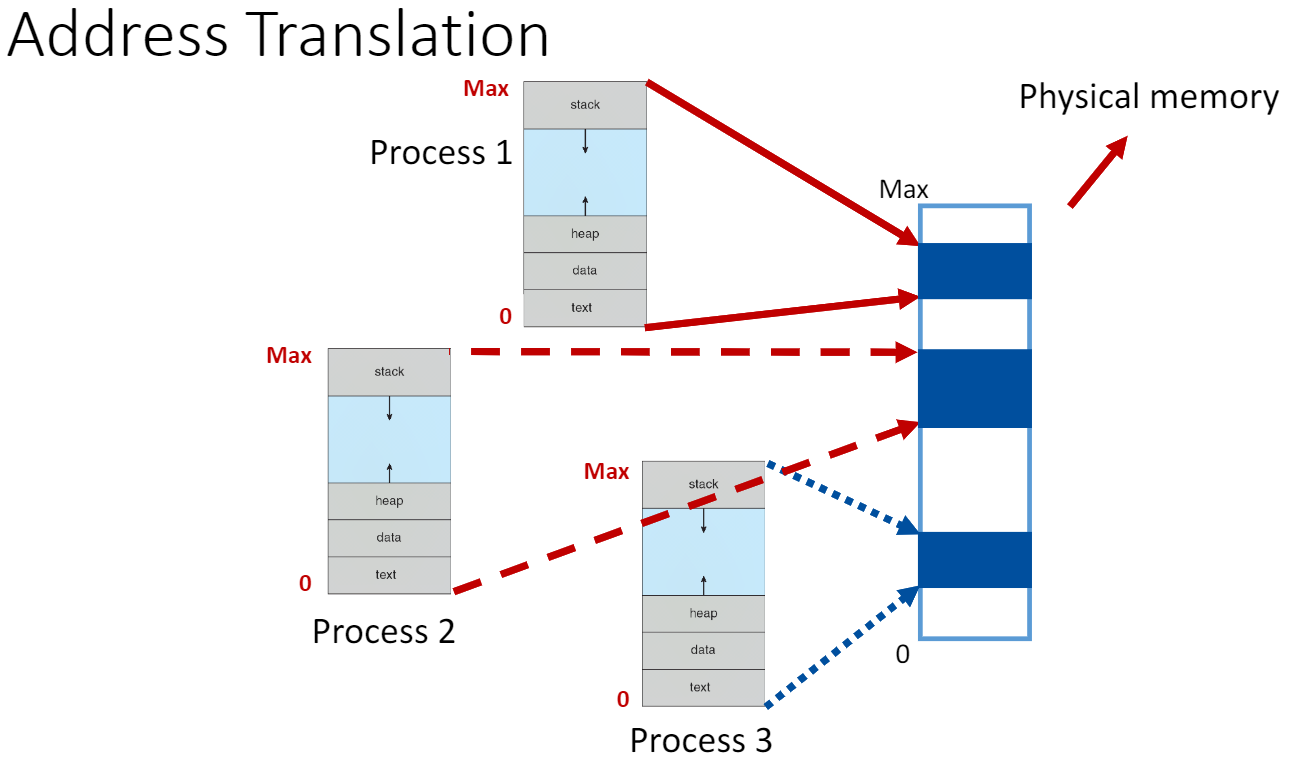 Address Translation
Max
stack
Process 1
heap
data
0
text
Physical memory
Max
Max
stack
heap
data
0
text
Process 2
Max
stack
heap
data
0
text
Process 3
0